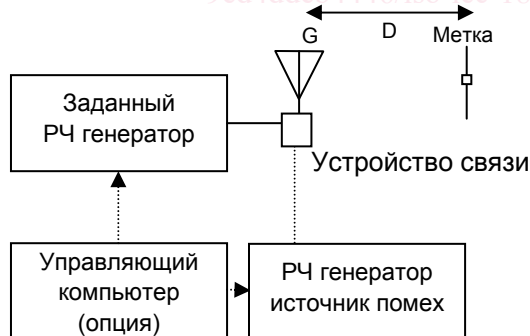 G
D
Метка
Заданный
РЧ генератор
Устройство связи
Управляющий
компьютер
(опция)
РЧ генератор
источник помех